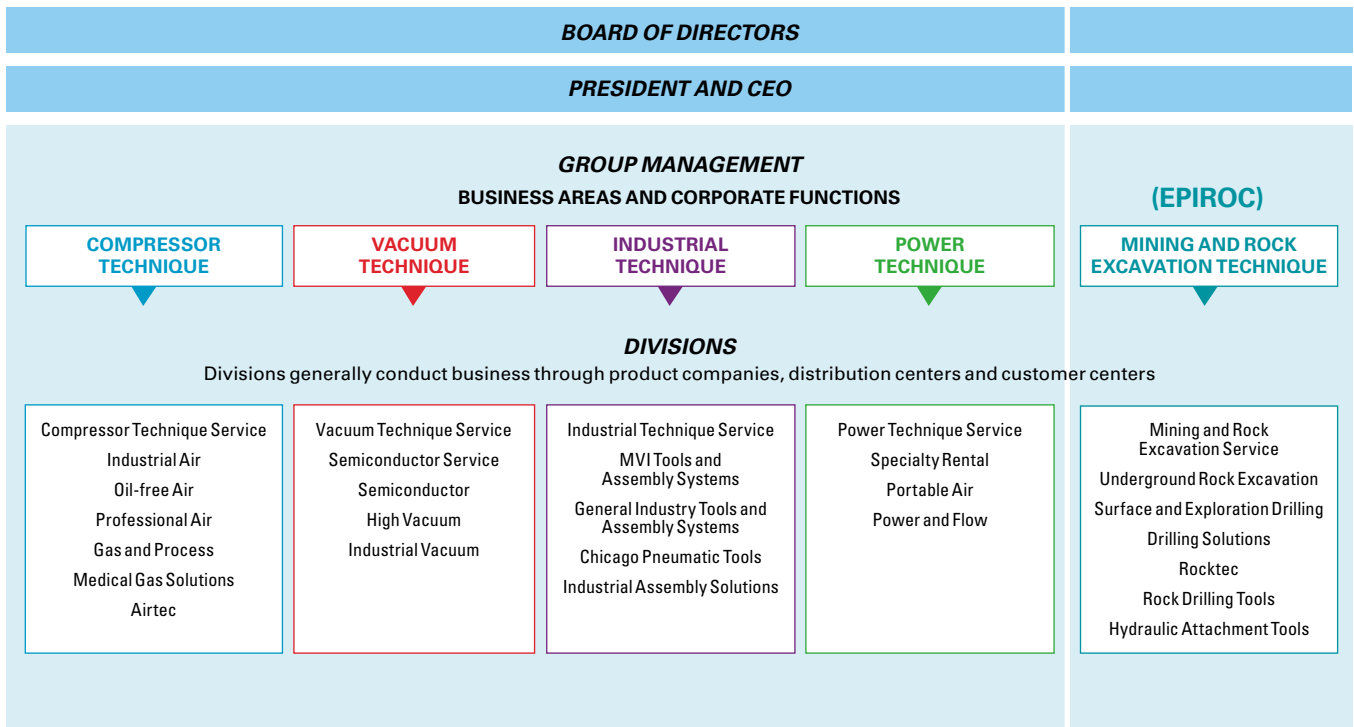 BOARD OF DIRECTORS
PRESIDENT AND CEO
GROUP MANAGEMENT
BUSINESS AREAS AND CORPORATE FUNCTIONS
(EPIROC)
COMPRESSOR
TECHNIQUE
VACUUM
TECHNIQUE
INDUSTRIAL
TECHNIQUE
POWER
TECHNIQUE
MINING AND ROCK
EXCAVATION TECHNIQUE
DIVISIONS
Divisions generally conduct business through product companies, distribution centers and customer centers
Compressor Technique Service
Industrial Air
Oil-free Air
Professional Air
Gas and Process
Medical Gas Solutions
Airtec
Vacuum Technique Service
Semiconductor Service
Semiconductor
High Vacuum
Industrial Vacuum
Industrial Technique Service
MVI Tools and
Assembly Systems
General Industry Tools and
Assembly Systems
Chicago Pneumatic Tools
Industrial Assembly Solutions
Power Technique Service
Specialty Rental
Portable Air
Power and Flow
Mining and Rock
Excavation Service
Underground Rock Excavation
Surface and Exploration Drilling
Drilling Solutions
Rocktec
Rock Drilling Tools
Hydraulic Attachment Tools